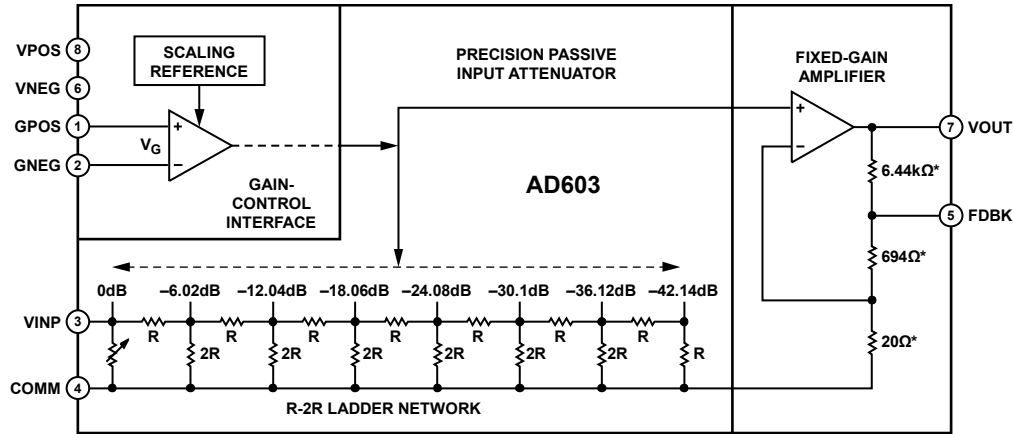 VPOS 8
VNEG 6
GPOS 1
GNEG 2
SCALING
REFERENCE
VG
+
–
GAIN-
CONTROL
INTERFACE
PRECISION PASSIVE
INPUT ATTENUATOR
AD603
FIXED-GAIN
AMPLIFIER
+
–
7 VOUT
6.44kΩ*
5 FDBK
694Ω*
20Ω*
0dB –6.02dB –12.04dB –18.06dB –24.08dB –30.1dB –36.12dB –42.14dB
VINP 3
R R R R R R R
2R 2R 2R 2R 2R 2R R
COMM 4
R-2R LADDER NETWORK